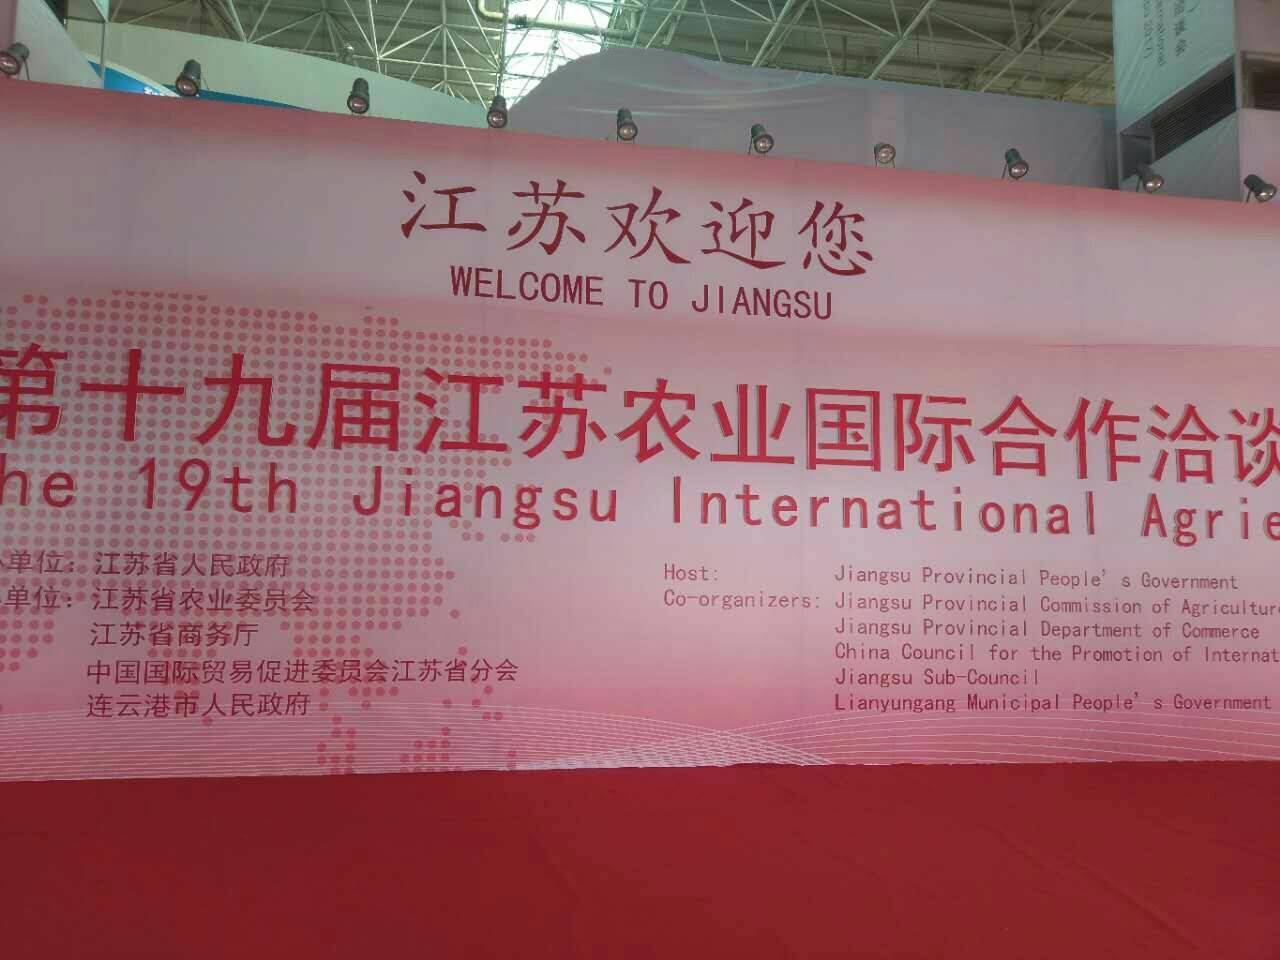 江苏欢迎您
WELCOME TO JIANGSU
第十九届江苏农业国际合作洽谈
he 19th Jiangsu International Agric
办单位：江苏省人民政府
单位：江苏省农业委员会
江苏省商务厅
中国国际贸易促进委员会江苏省分会
连云港市人民政府
Host: Jiangsu Provincial People's Government
Co-organizers: Jiangsu Provincial Commission of Agriculture
Jiangsu Provincial Department of Commerce
China Council for the Promotion of Internat
Jiangsu Sub-Council
Lianyungang Municipal People's Government